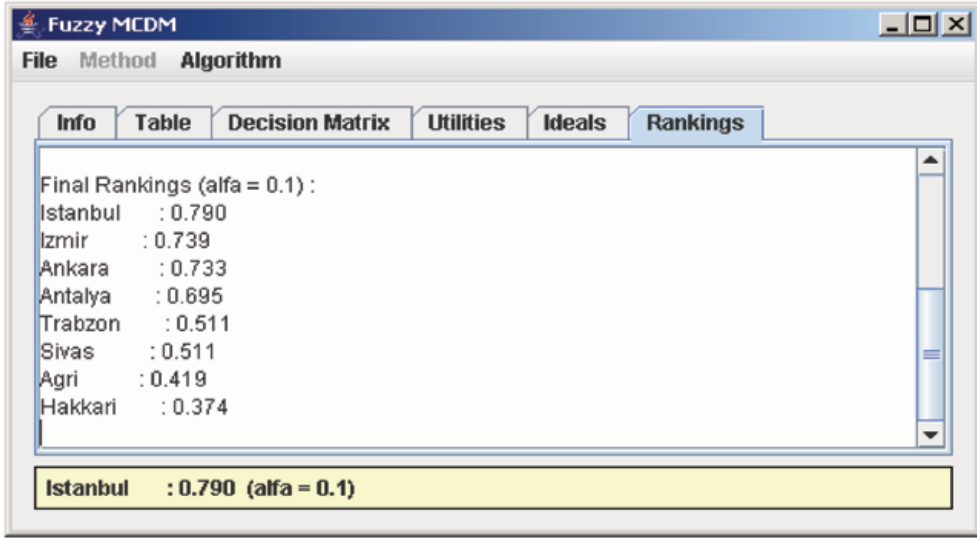 Fuzzy MCDM
File Method Algorithm
Info Table Decision Matrix Utilities Ideals Rankings
Final Rankings (alfa = 0.1) :
Istanbul : 0.790
Izmir : 0.739
Ankara : 0.733
Antalya : 0.695
Trabzon : 0.511
Sivas : 0.511
Agri : 0.419
Hakkari : 0.374
Istanbul : 0.790 (alfa = 0.1)